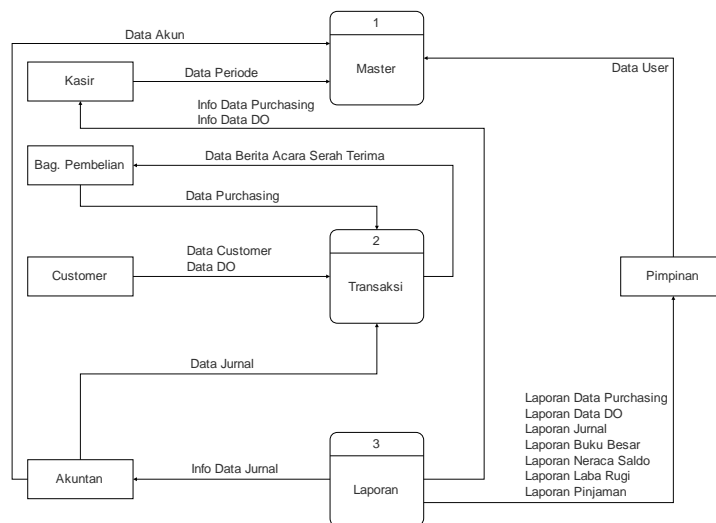 1
Master
Data Akun
Data User
Kasir
Data Periode
Info Data Purchasing
Info Data DO
Bag. Pembelian
Data Berita Acara Serah Terima
Data Purchasing
2
Transaksi
Customer
Data Customer
Data DO
Pimpinan
Data Jurnal
Laporan Data Purchasing
Laporan Data DO
Laporan Jurnal
Laporan Buku Besar
Laporan Neraca Saldo
Laporan Laba Rugi
Laporan Pinjaman
3
Laporan
Info Data Jurnal
Akuntan